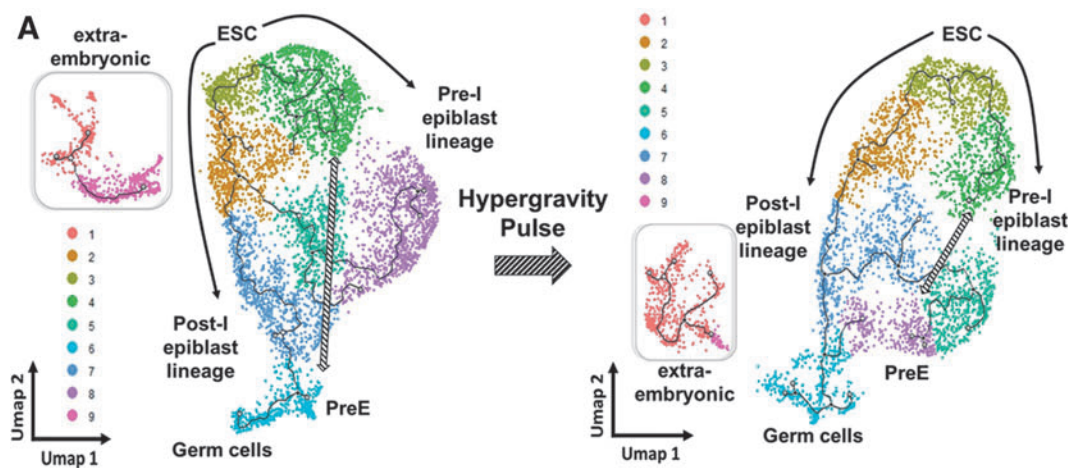 A
extra-
embryonic
ESC
Pre-I
epiblast
lineage
1
2
3
4
5
6
7
8
9
Post-I
epiblast
lineage
PreE
Germ cells
Umap 2
Umap 1
Hypergravity
Pulse
1
2
3
4
5
6
7
8
9
ESC
Post-I
epiblast
lineage
Pre-I
epiblast
lineage
extra-
embryonic
PreE
Germ cells
Umap 2
Umap 1